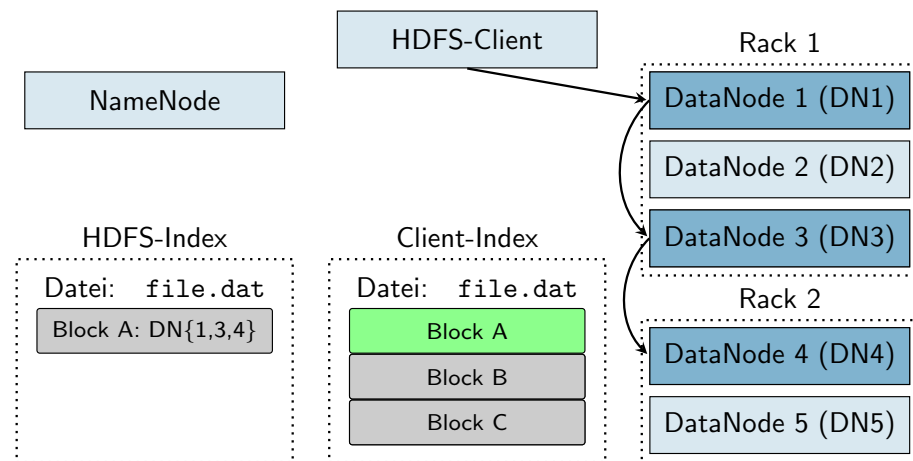 HDFS-Client
NameNode
Rack 1
DataNode 1 (DN1)
DataNode 2 (DN2)
DataNode 3 (DN3)
Rack 2
DataNode 4 (DN4)
DataNode 5 (DN5)
HDFS-Index
Datei: file.dat
Block A: DN{1,3,4}
Client-Index
Datei: file.dat
Block A
Block B
Block C